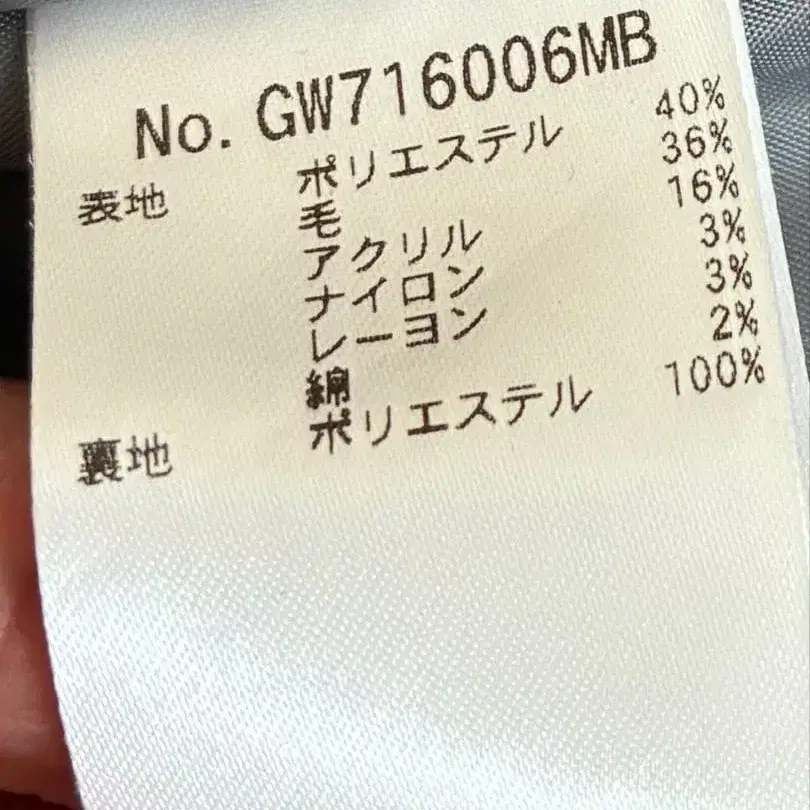 No. GW716006MB
表地 ポリエステル 40%
毛 36%
アクリル 16%
ナイロン 3%
レーヨン 3%
綿 2%
裏地 ポリエステル 100%